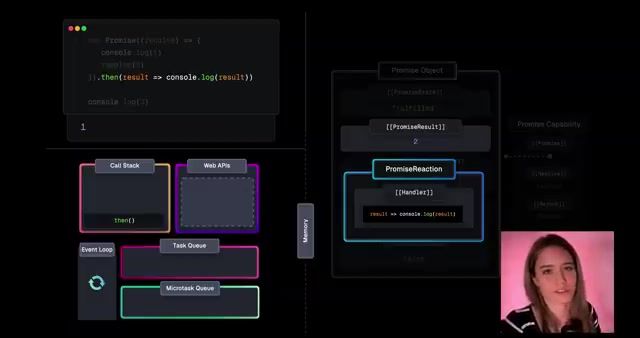 new Promise((resolve) => {
console.log(1)
resolve(2)
}).then(result => console.log(result))
console.log(3)
1
Call Stack
then()
Web APIs
Event Loop
Task Queue
Microtask Queue
Memory
Promise Object
[[PromiseState]]
"fulfilled"
[[PromiseResult]]
2
PromiseReaction
[[Handler]]
result => console.log(result)
Promise Capability
[[Promise]]
[[Resolve]]
[[Reject]]